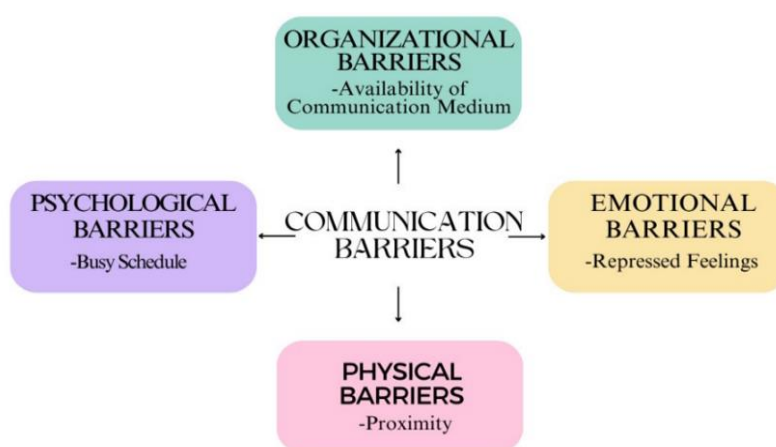 ORGANIZATIONAL
BARRIERS
-Availability of
Communication Medium
PSYCHOLOGICAL
BARRIERS
-Busy Schedule
COMMUNICATION
BARRIERS
EMOTIONAL
BARRIERS
-Repressed Feelings
PHYSICAL
BARRIERS
-Proximity